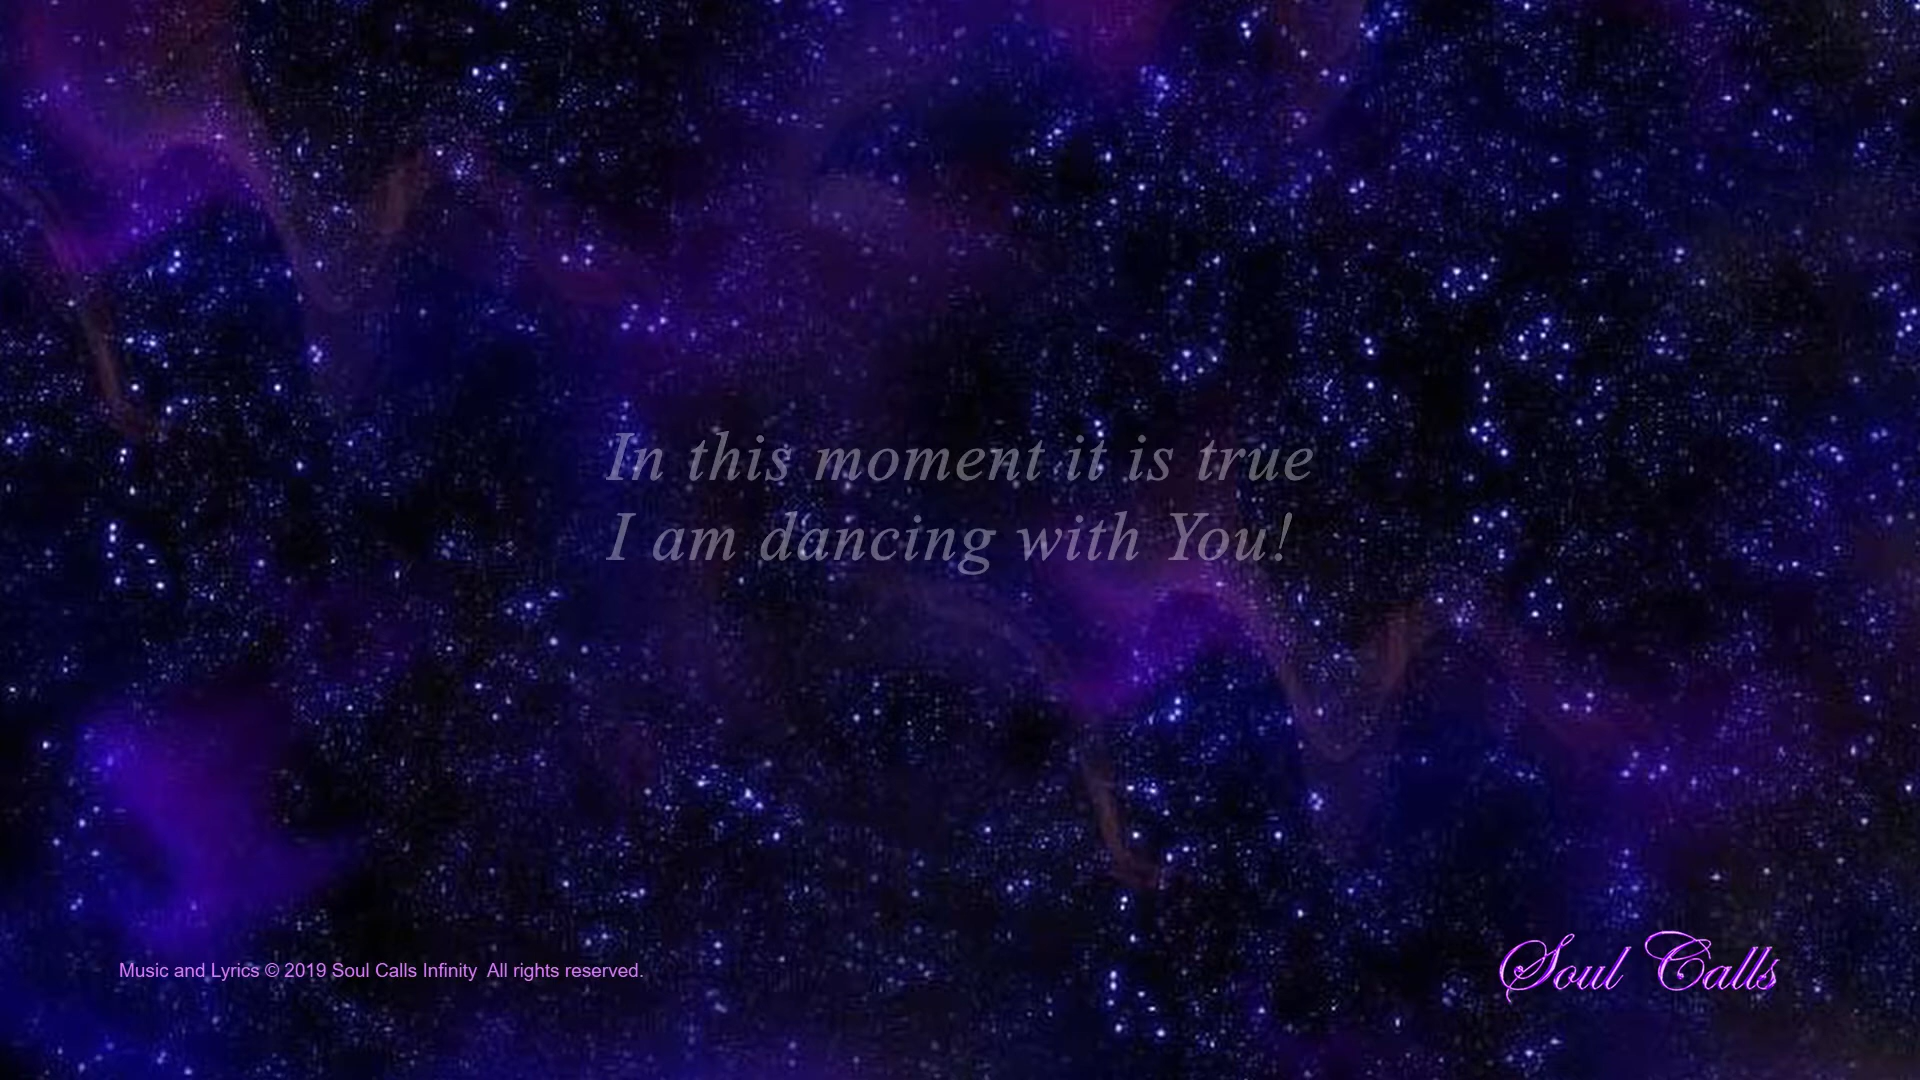 In this moment it is true
I am dancing with You!
Music and Lyrics © 2019 Soul Calls Infinity  All rights reserved.
Soul Calls